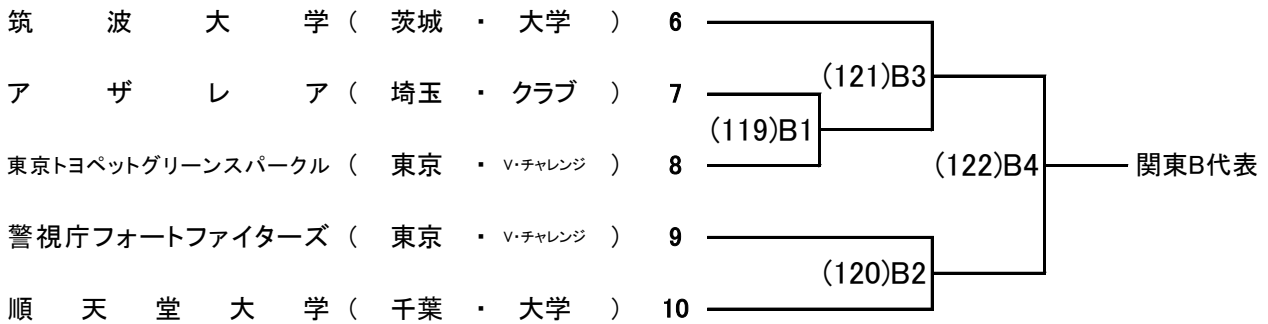 筑波大学 ( 茨城 ・ 大学 ) 6
(121)B3
アザレア ( 埼玉 ・ クラブ ) 7
(119)B1
東京トヨペットグリーンスパークル ( 東京 ・ V・チャレンジ ) 8
(122)B4 関東B代表
警視庁フォートファイターズ ( 東京 ・ V・チャレンジ ) 9
(120)B2
順天堂大学 ( 千葉 ・ 大学 ) 10